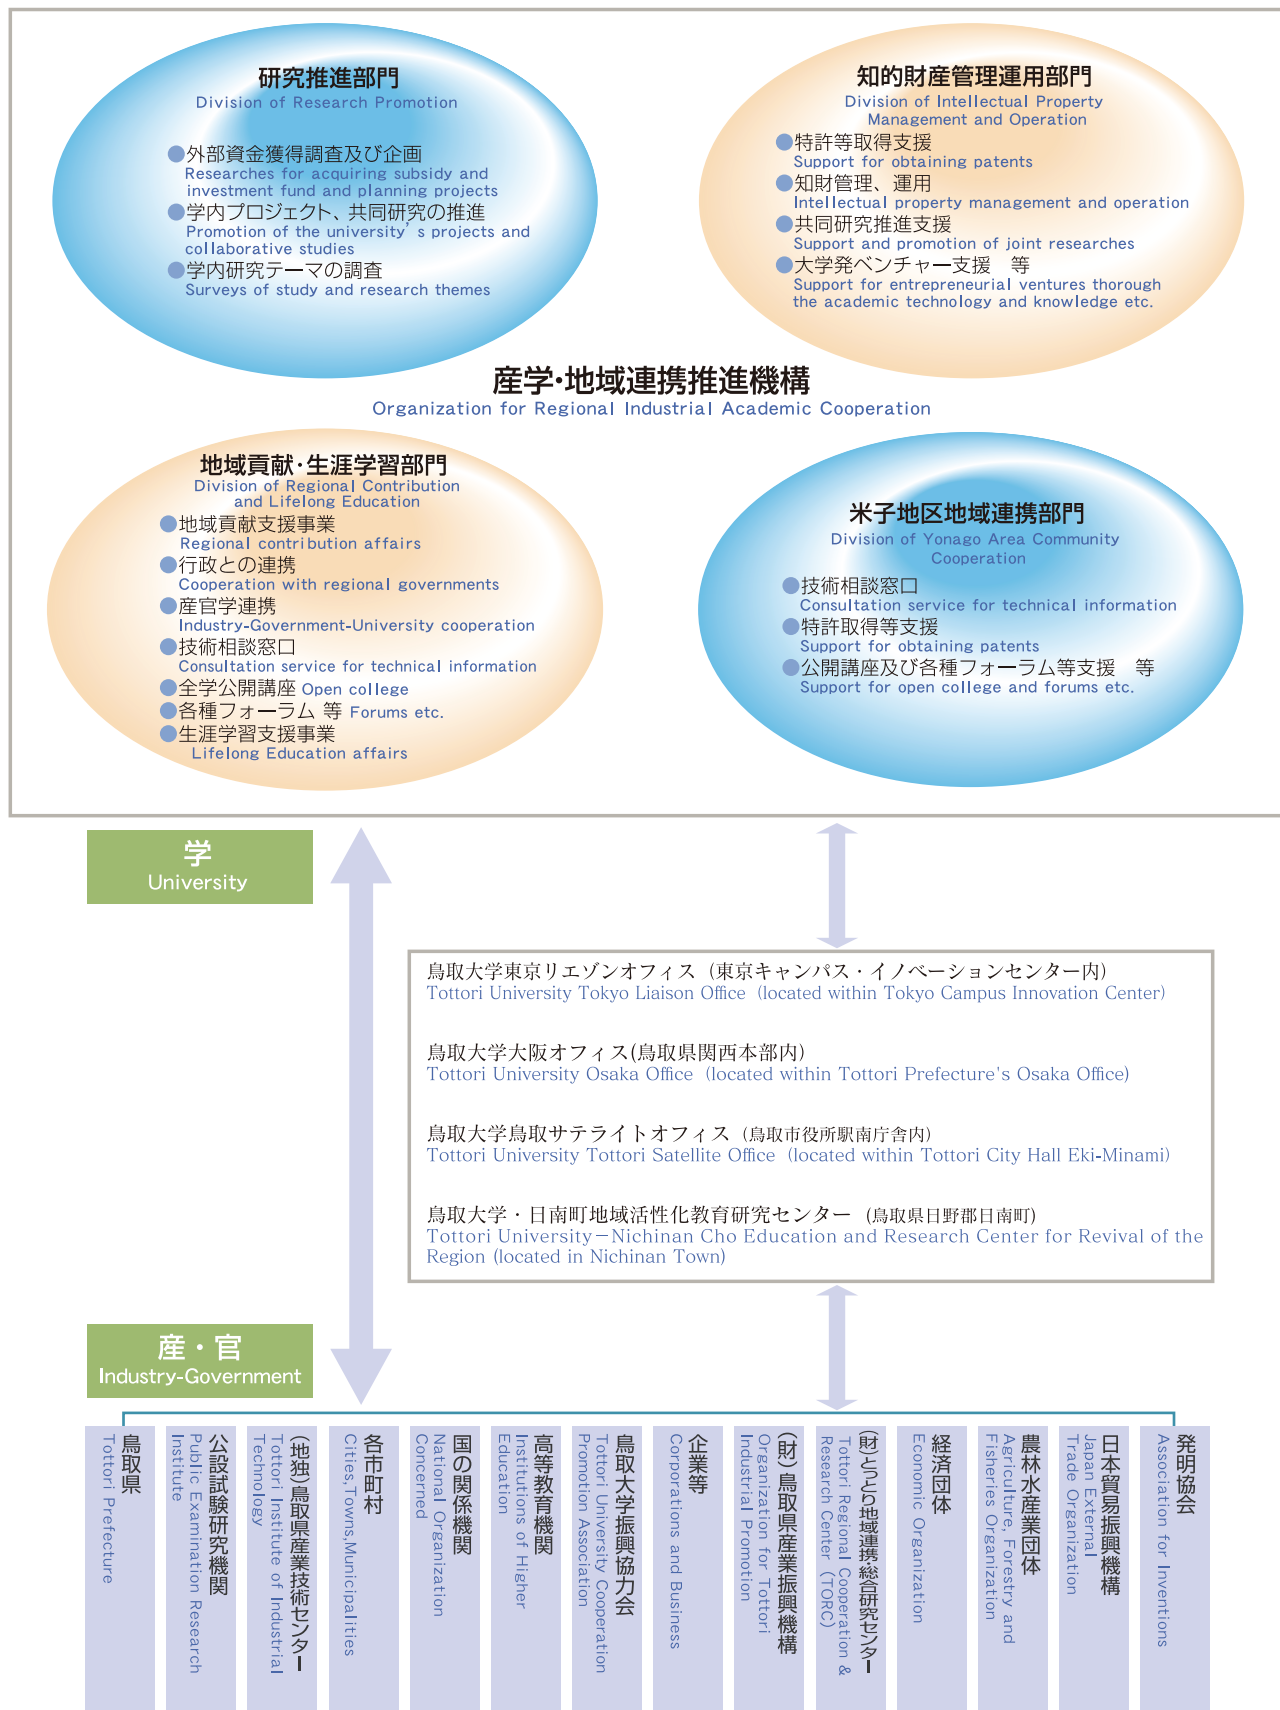 研究推進部門
Division of Research Promotion
●外部資金獲得調査及び企画
Researches for acquiring subsidy and
investment fund and planning projects
●学内プロジェクト、共同研究の推進
Promotion of the university's projects and
collaborative studies
●学内研究テーマの調査
Surveys of study and research themes
知的財産管理運用部門
Division of Intellectual Property
Management and Operation
●特許等取得支援
Support for obtaining patents
●知財管理、運用
Intellectual property management and operation
●共同研究推進支援
Support and promotion of joint researches
●大学発ベンチャー支援　等
Support for entrepreneurial ventures thorough
the academic technology and knowledge etc.
産学・地域連携推進機構
Organization for Regional Industrial Academic Cooperation
地域貢献・生涯学習部門
Division of Regional Contribution
and Lifelong Education
●地域貢献支援事業
Regional contribution affairs
●行政との連携
Cooperation with regional governments
●産官学連携
Industry-Government-University cooperation
●技術相談窓口
Consultation service for technical information
●全学公開講座 Open college
●各種フォーラム 等 Forums etc.
●生涯学習支援事業
Lifelong Education affairs
米子地区地域連携部門
Division of Yonago Area Community
Cooperation
●技術相談窓口
Consultation service for technical information
●特許取得等支援
Support for obtaining patents
●公開講座及び各種フォーラム等支援　等
Support for open college and forums etc.
学
University
鳥取大学東京リエゾンオフィス（東京キャンパス・イノベーションセンター内）
Tottori University Tokyo Liaison Office (located within Tokyo Campus Innovation Center)
鳥取大学大阪オフィス(鳥取県関西本部内)
Tottori University Osaka Office (located within Tottori Prefecture's Osaka Office)
鳥取大学鳥取サテライトオフィス（鳥取市役所駅南庁舎内）
Tottori University Tottori Satellite Office (located within Tottori City Hall Eki-Minami)
鳥取大学・日南町地域活性化教育研究センター (鳥取県日野郡日南町)
Tottori University－Nichinan Cho Education and Research Center for Revival of the
Region (located in Nichinan Town)
産・官
Industry-Government
鳥取県
Tottori Prefecture
公設試験研究機関
Public Examination Research
Institute
(地独)鳥取県産業技術センター
Tottori Institute of Industrial
Technology
各市町村
Cities,Towns,Municipalities
国の関係機関
National Organization
Concerned
高等教育機関
Institutions of Higher
Education
鳥取大学振興協力会
Tottori University Cooperation
Promotion Association
企業等
Corporations and Business
(財)鳥取県産業振興機構
Organization for Tottori
Industrial Promotion
(財)とっとり地域連携・総合研究センター
Tottori Regional Cooperation &
Research Center (TORC)
経済団体
Economic Organization
農林水産業団体
Agriculture, Forestry and
Fisheries Organization
日本貿易振興機構
Japan External
Trade Organization
発明協会
Association for Inventions